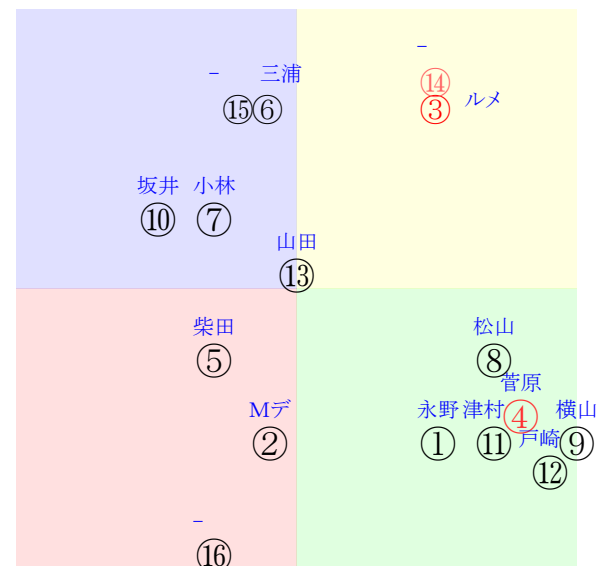 –
– 三浦
⑭
⑮ ⑥ ③ ルメ
坂井 小林
⑩ ⑦
山田
⑬
柴田 松山
⑤ ⑧
菅原
Mデ 永野 津村 ④ 横山
② ① ⑪ 戸崎 ⑨
⑫
–
⑯